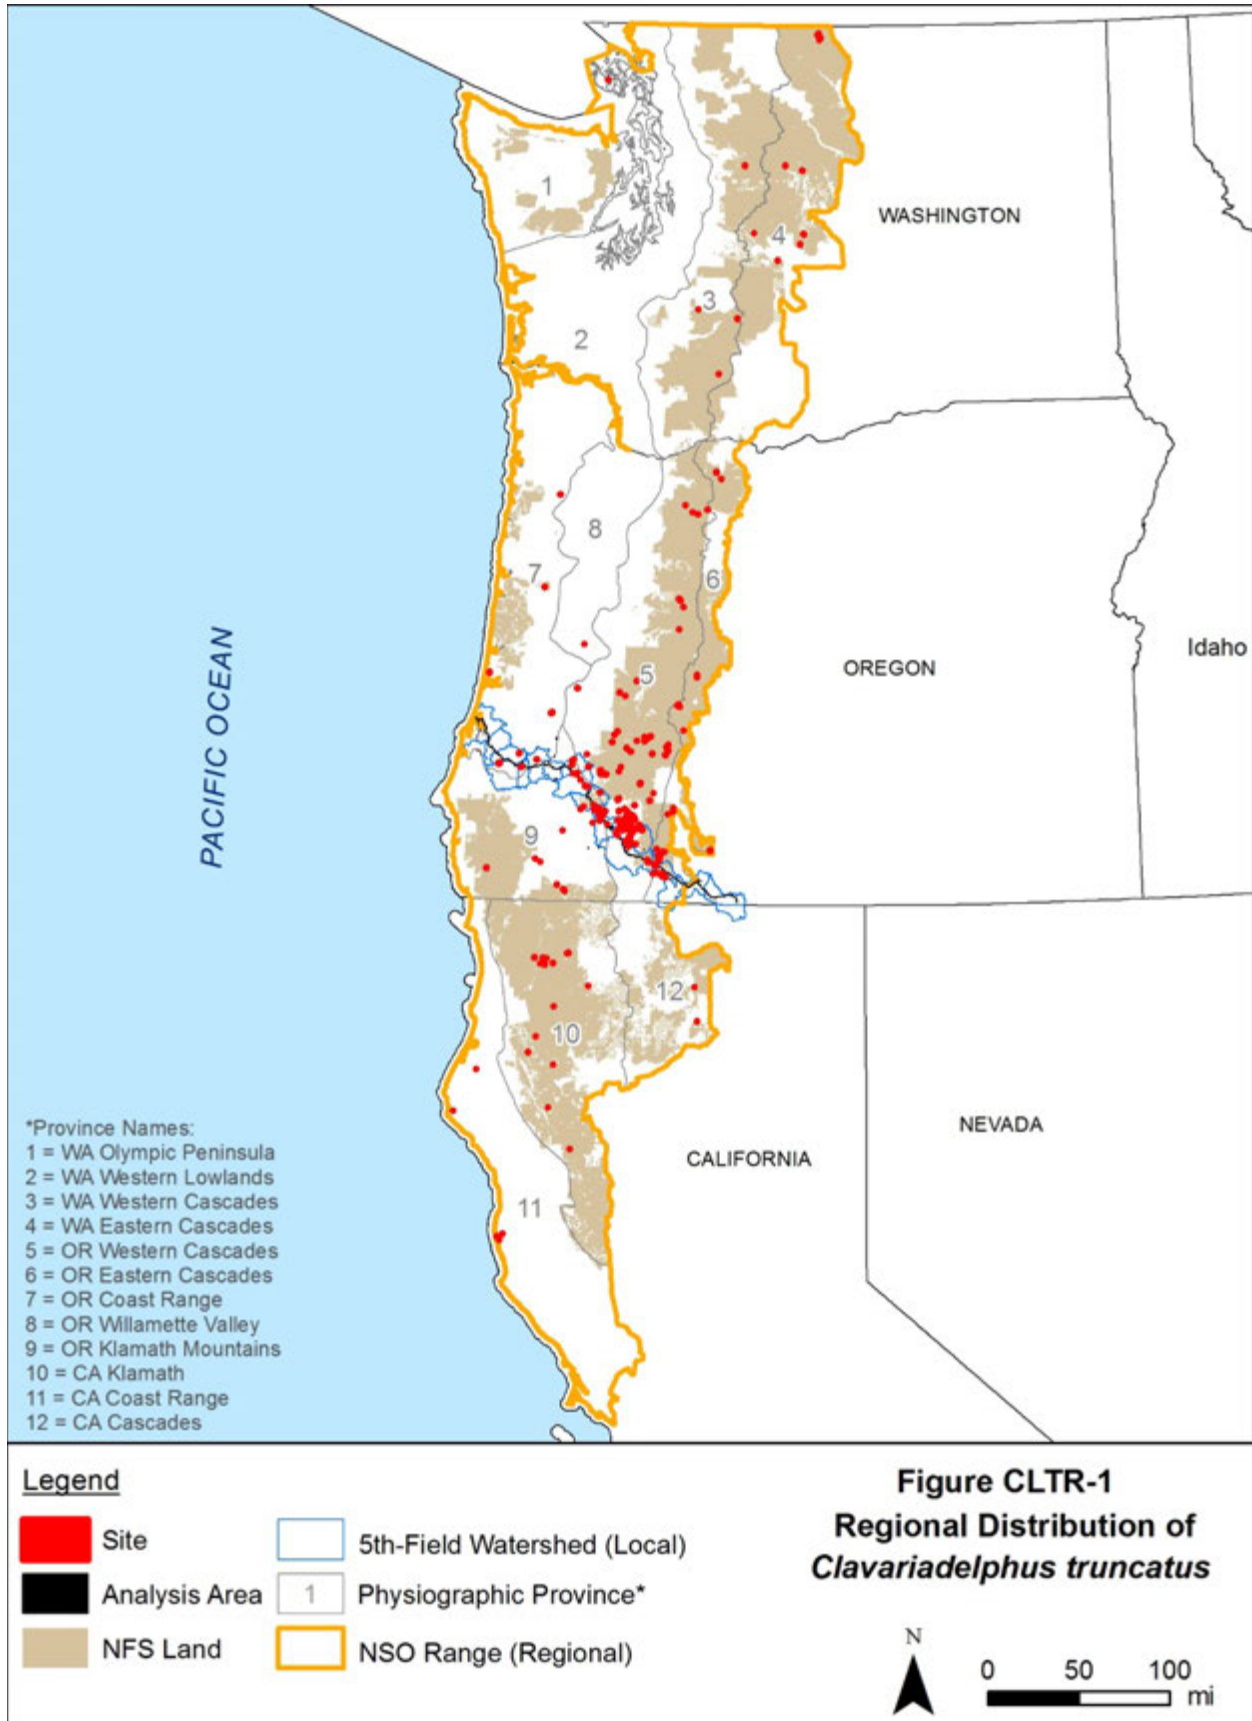 1
WASHINGTON
4
3
2
8
7
6
Idaho
5
OREGON
PACIFIC OCEAN
9
12
10
NEVADA
CALIFORNIA
11
*Province Names:
1 = WA Olympic Peninsula
2 = WA Western Lowlands
3 = WA Western Cascades
4 = WA Eastern Cascades
5 = OR Western Cascades
6 = OR Eastern Cascades
7 = OR Coast Range
8 = OR Willamette Valley
9 = OR Klamath Mountains
10 = CA Klamath
11 = CA Coast Range
12 = CA Cascades
Legend
Site
Analysis Area
NFS Land
5th-Field Watershed (Local)
1 Physiographic Province*
NSO Range (Regional)
Figure CLTR-1
Regional Distribution of
Clavariadelphus truncatus
N
0 50 100
mi